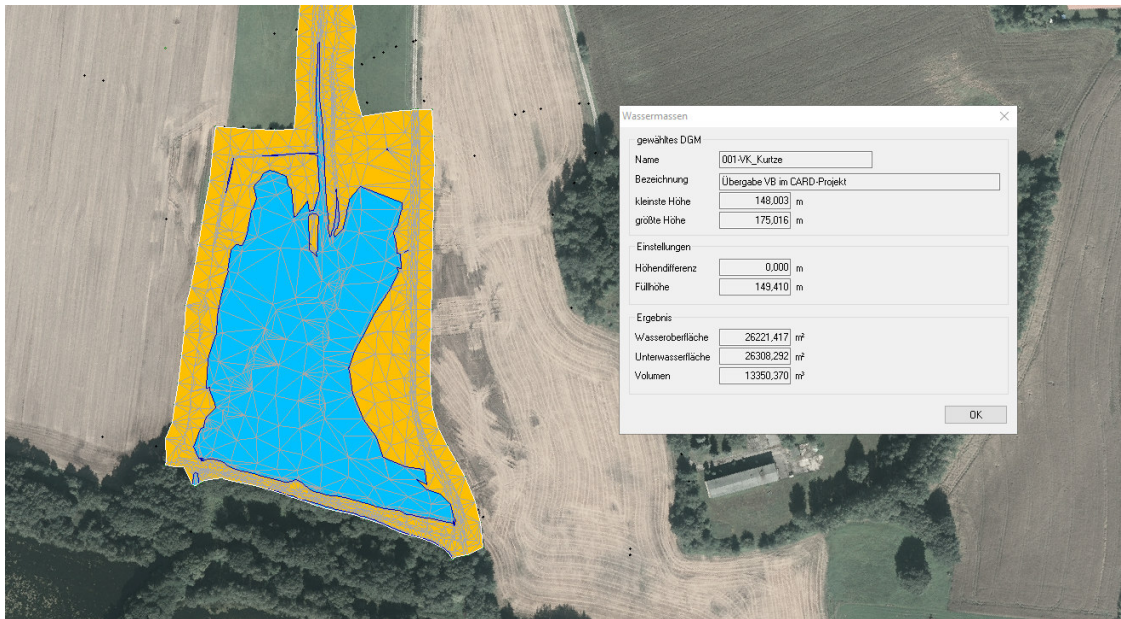 Wassermassen
gewähltes DGM
Name 001-VK_Kurtze
Bezeichnung Übergabe VB im CARD-Projekt
kleinste Höhe 148,003 m
größte Höhe 175,016 m
Einstellungen
Höhendifferenz 0,000 m
Füllhöhe 149,410 m
Ergebnis
Wasseroberfläche 26221,417 m²
Unterwasserfläche 26308,292 m²
Volumen 13350,370 m³
OK